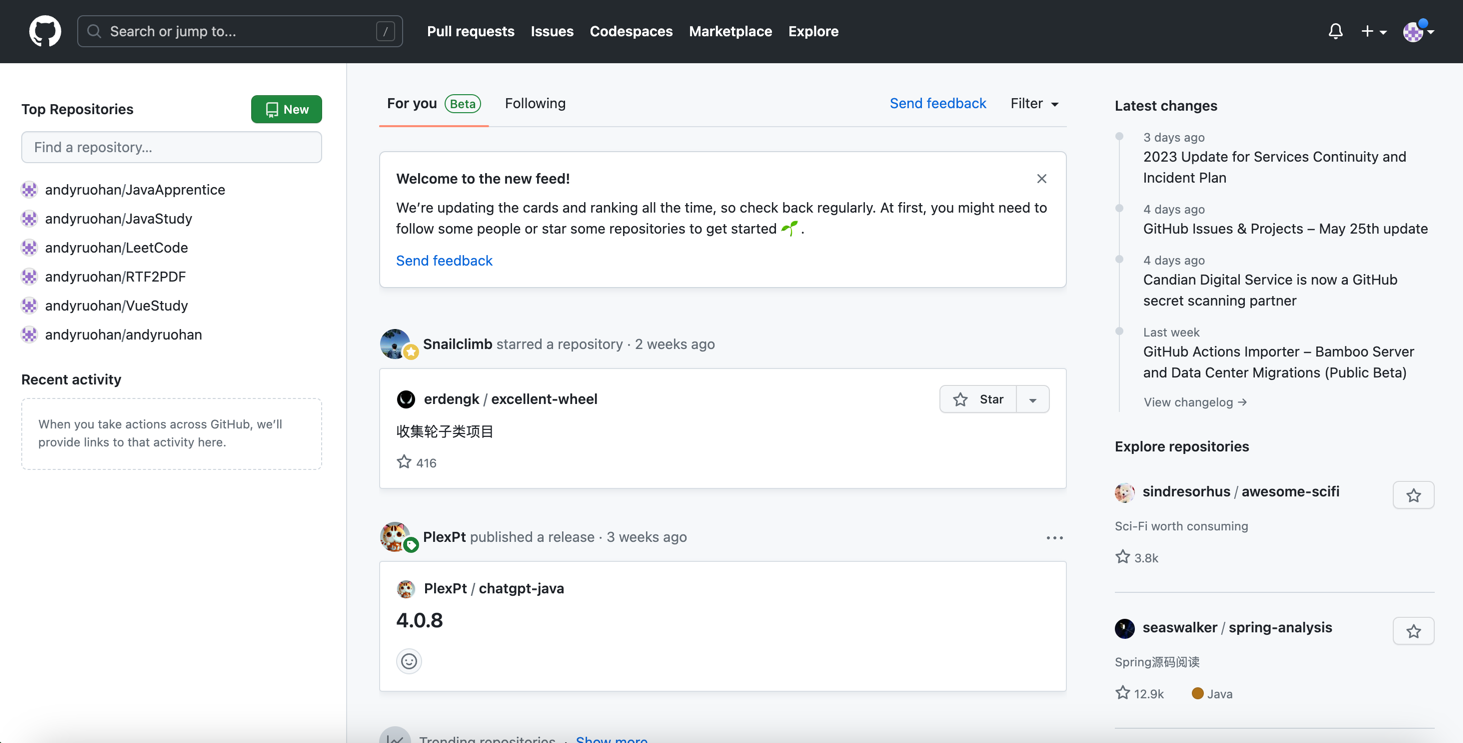 Search or jump to...
/
Pull requests
Issues
Codespaces
Marketplace
Explore
Top Repositories
New
Find a repository...
andyruohan/JavaApprentice
andyruohan/JavaStudy
andyruohan/LeetCode
andyruohan/RTF2PDF
andyruohan/VueStudy
andyruohan/andyruohan
Recent activity
When you take actions across GitHub, we’ll
provide links to that activity here.
For you Beta
Following
Send feedback
Filter
Welcome to the new feed!
We’re updating the cards and ranking all the time, so check back regularly. At first, you might need to
follow some people or star some repositories to get started 🌱 .
Send feedback
Snailclimb starred a repository · 2 weeks ago
erdengk / excellent-wheel
Star
收集轮子类项目
416
PlexPt published a release · 3 weeks ago
PlexPt / chatgpt-java
4.0.8
Trending repositories · Show more
Latest changes
3 days ago
2023 Update for Services Continuity and
Incident Plan
4 days ago
GitHub Issues & Projects – May 25th update
4 days ago
Candian Digital Service is now a GitHub
secret scanning partner
Last week
GitHub Actions Importer – Bamboo Server
and Data Center Migrations (Public Beta)
View changelog →
Explore repositories
sindresorhus / awesome-scifi
Sci-Fi worth consuming
3.8k
seaswalker / spring-analysis
Spring源码阅读
12.9k
Java